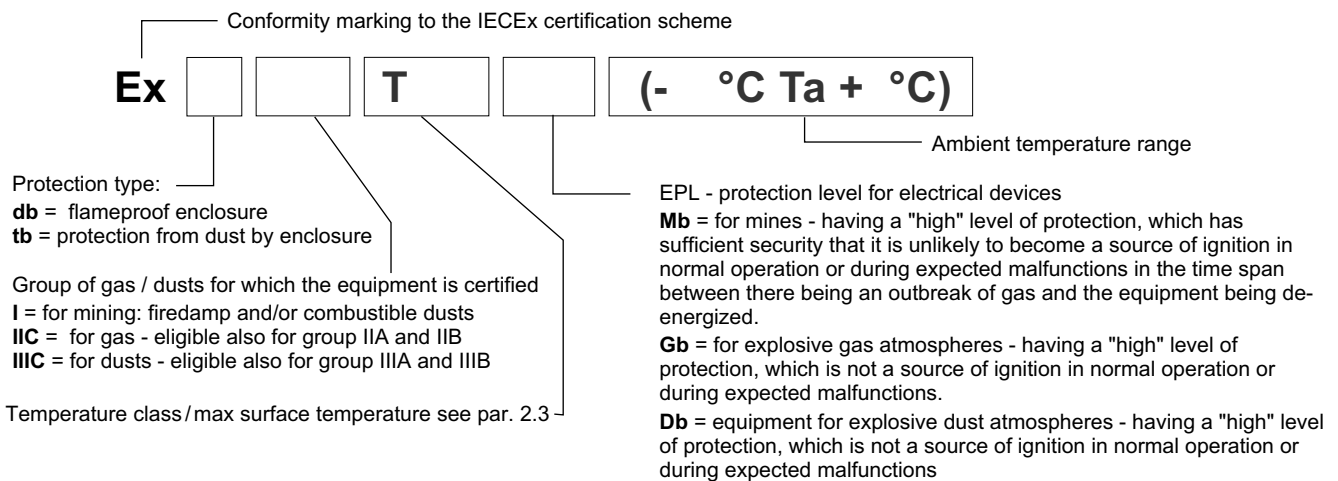 Conformity marking to the IECEx certification scheme
Ex T (- °C Ta + °C)
Ambient temperature range
Protection type:
db = flameproof enclosure
tb = protection from dust by enclosure
Group of gas / dusts for which the equipment is certified
I = for mining: firedamp and/or combustible dusts
IIC = for gas - eligible also for group IIA and IIB
IIIC = for dusts - eligible also for group IIIA and IIIB
Temperature class/max surface temperature see par. 2.3
EPL - protection level for electrical devices
Mb = for mines - having a "high" level of protection, which has
sufficient security that it is unlikely to become a source of ignition in
normal operation or during expected malfunctions in the time span
between there being an outbreak of gas and the equipment being de-
energized.
Gb = for explosive gas atmospheres - having a "high" level of
protection, which is not a source of ignition in normal operation or
during expected malfunctions.
Db = equipment for explosive dust atmospheres - having a "high" level
of protection, which is not a source of ignition in normal operation or
during expected malfunctions